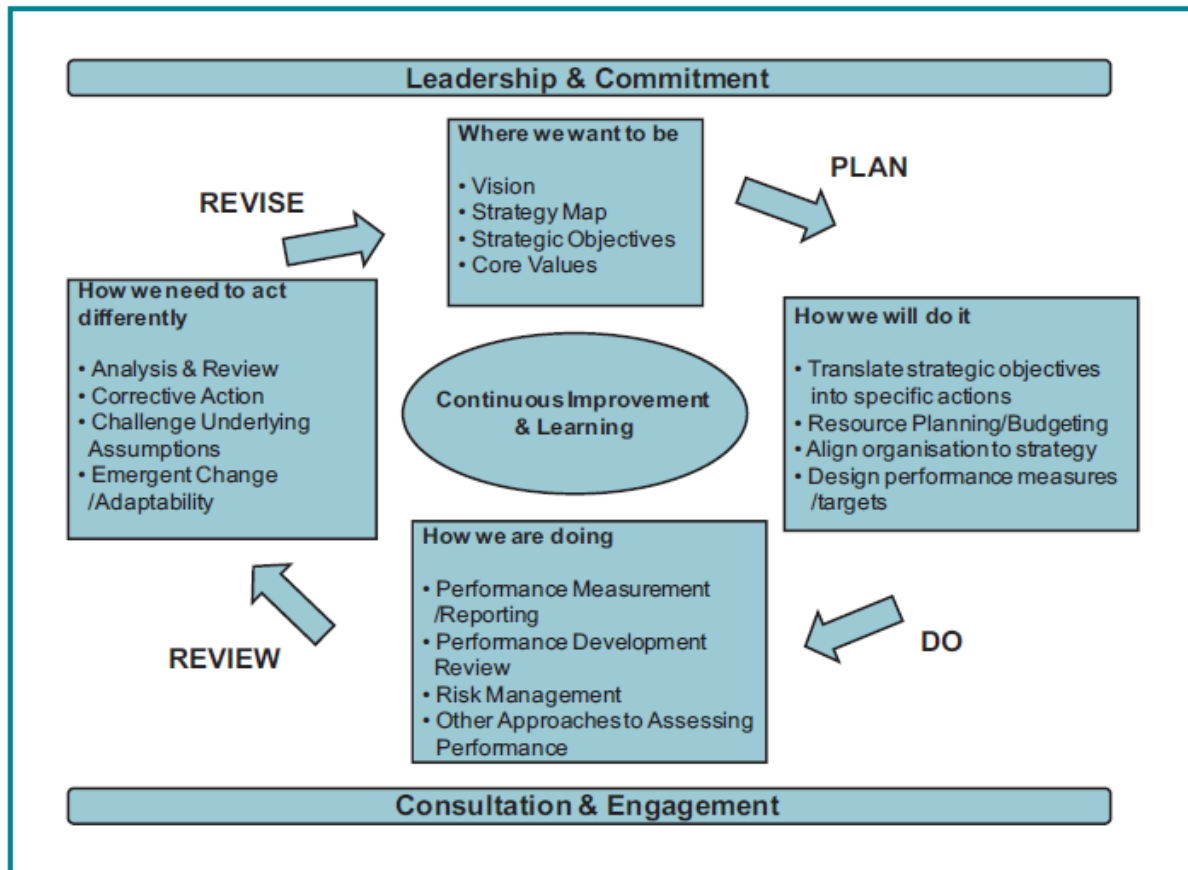 Leadership & Commitment
Where we want to be
• Vision
• Strategy Map
• Strategic Objectives
• Core Values
PLAN
REVISE
How we need to act
differently
• Analysis & Review
• Corrective Action
• Challenge Underlying
Assumptions
• Emergent Change
/Adaptability
How we will do it
• Translate strategic objectives
into specific actions
• Resource Planning/Budgeting
• Align organisation to strategy
• Design performance measures
/targets
Continuous Improvement
& Learning
How we are doing
• Performance Measurement
/Reporting
• Performance Development
Review
• Risk Management
• Other Approaches to Assessing
Performance
REVIEW
DO
Consultation & Engagement